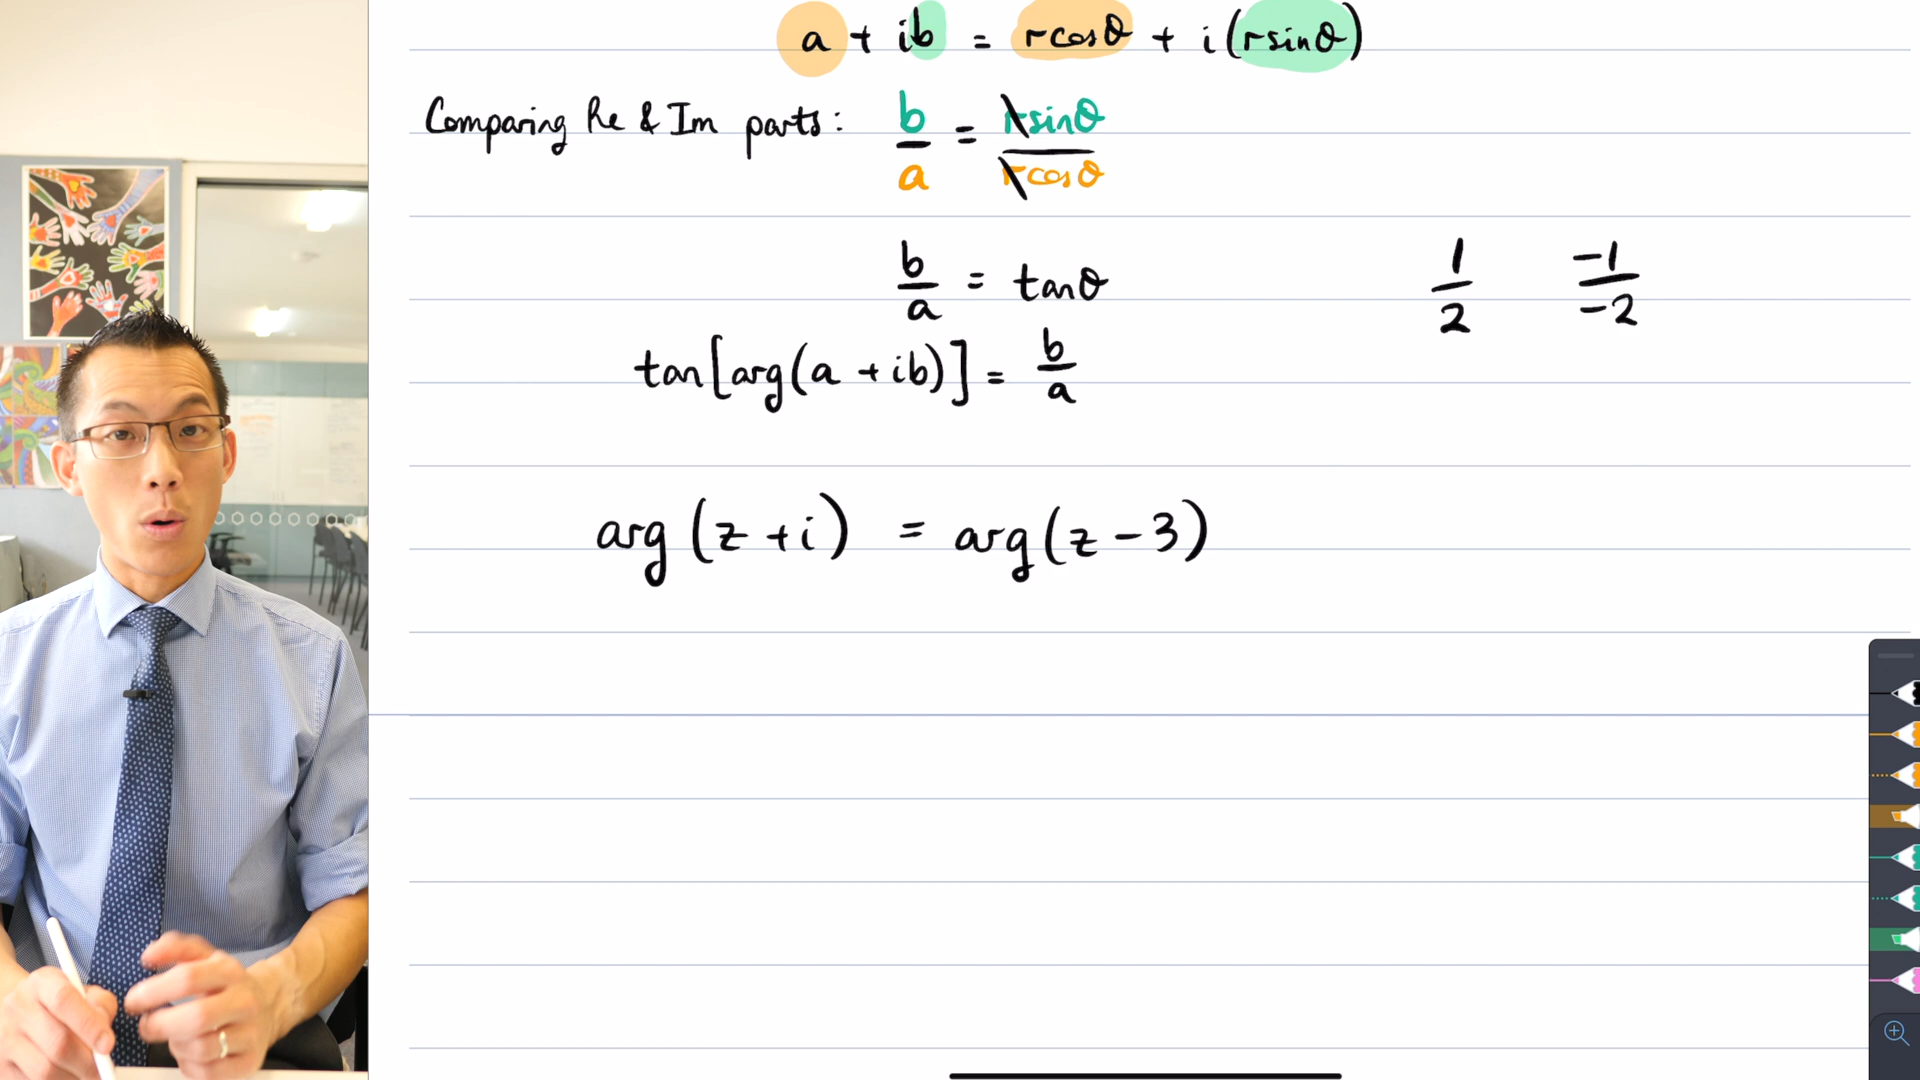 a + ib = rcosθ + i(rsinθ)
Comparing Re & Im parts: b/a = rsinθ/rcosθ
b/a = tanθ 1/2 -1/-2
tan[arg(a + ib)] = b/a
arg(z + i) = arg(z - 3)